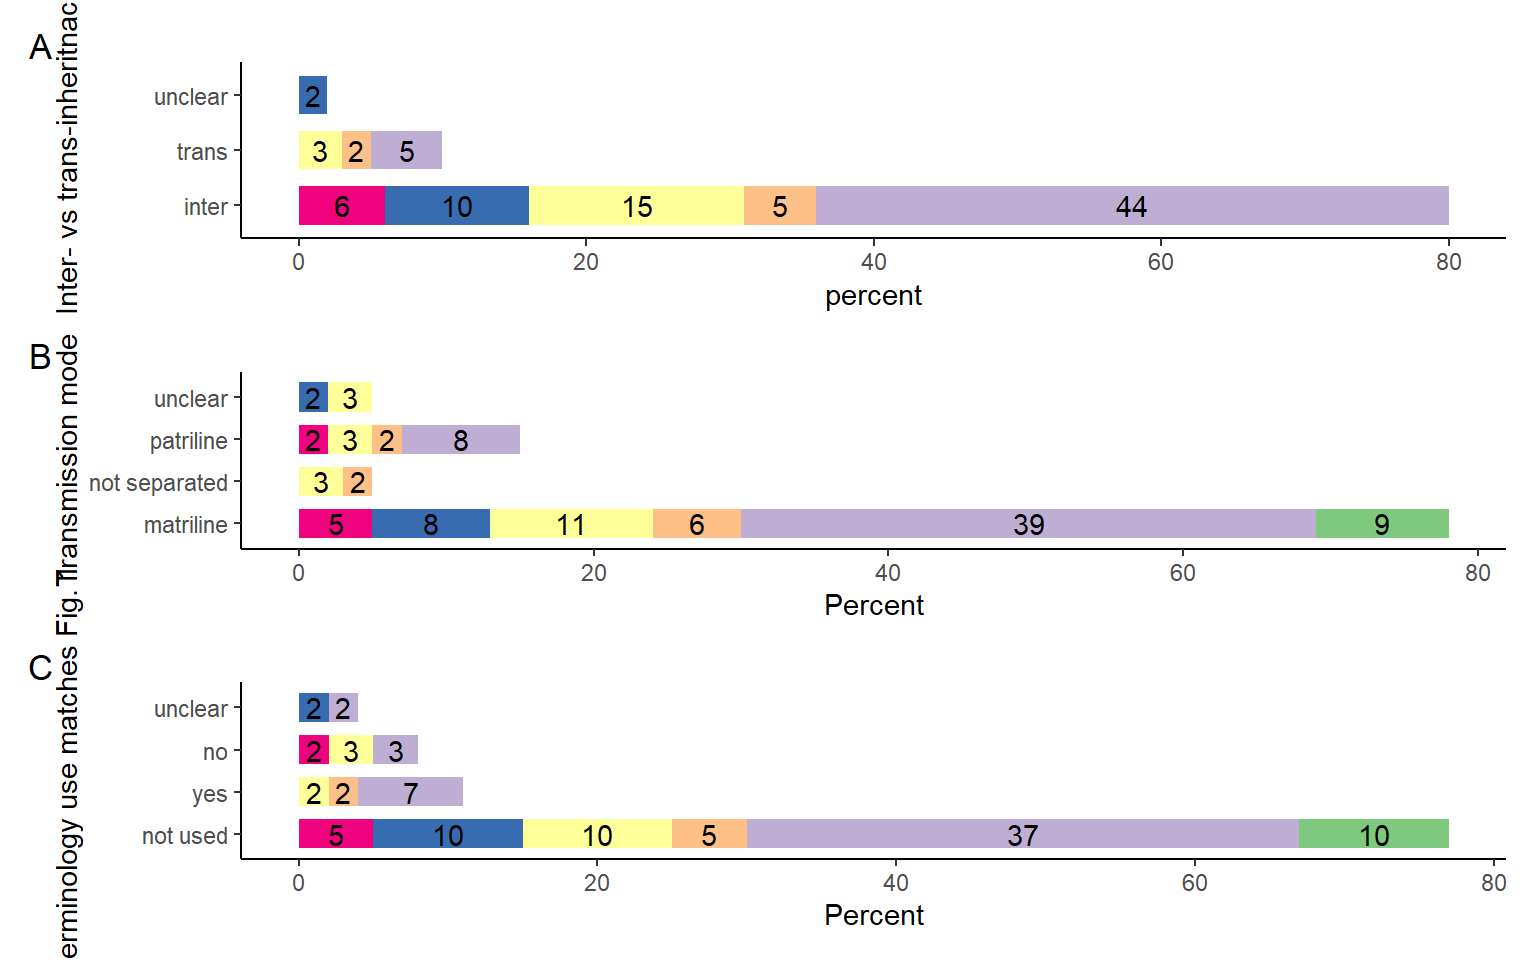 A
Inter- vs trans-inheritnac
unclear
2
trans
3 2 5
inter
6 10 15 5 44
0 20 40 60 80
percent
B
Transmission mode
unclear
2 3
patriline
2 3 2 8
not separated
3 2
matriline
5 8 11 6 39 9
0 20 40 60 80
Percent
C
erminology use matches Fig. 1
unclear
2 2
no
2 3 3
yes
2 2 7
not used
5 10 10 5 37 10
0 20 40 60 80
Percent